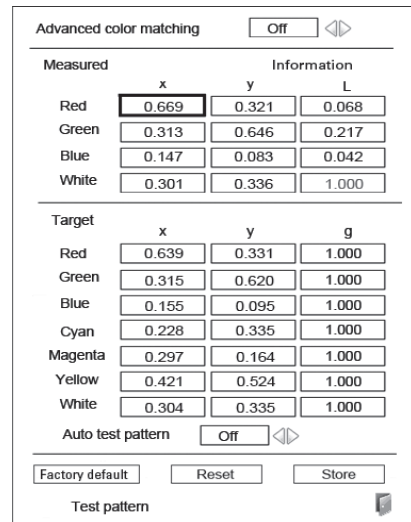 Advanced color matching Off
Measured Information
x y L
Red 0.669 0.321 0.068
Green 0.313 0.646 0.217
Blue 0.147 0.083 0.042
White 0.301 0.336 1.000
Target
x y g
Red 0.639 0.331 1.000
Green 0.315 0.620 1.000
Blue 0.155 0.095 1.000
Cyan 0.228 0.335 1.000
Magenta 0.297 0.164 1.000
Yellow 0.421 0.524 1.000
White 0.304 0.335 1.000
Auto test pattern Off
Factory default Reset Store
Test pattern